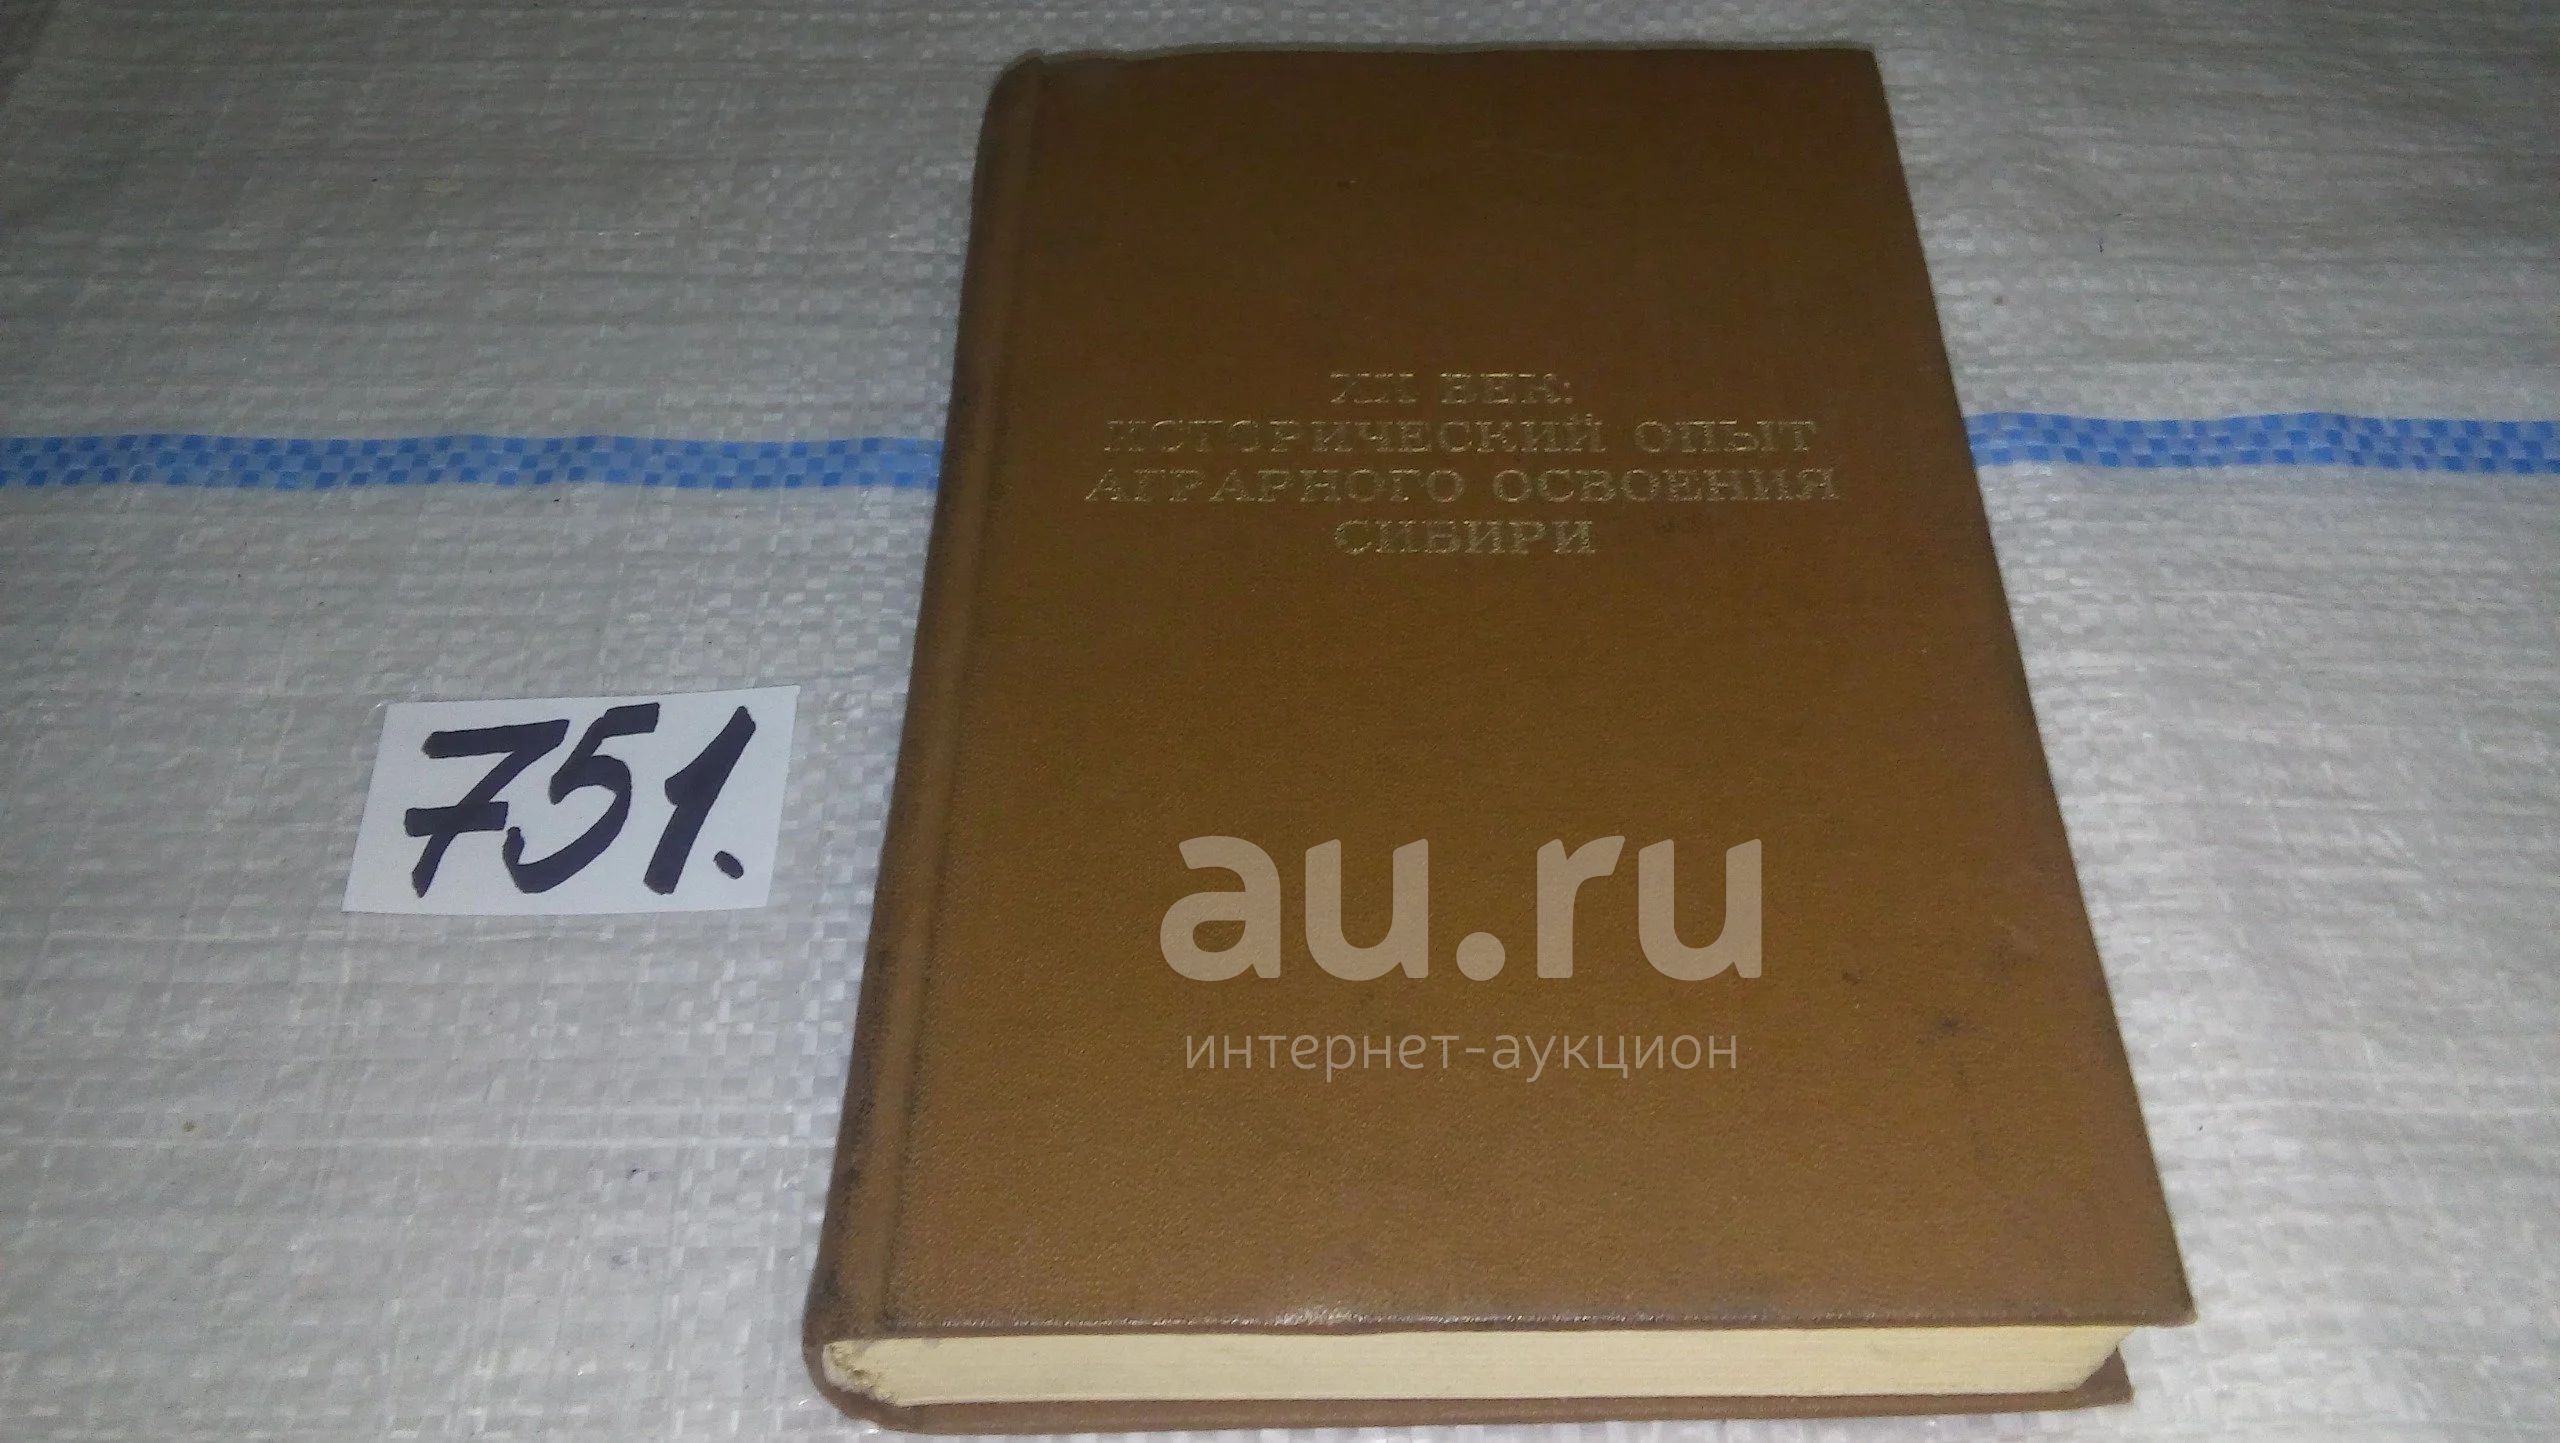 XX ВЕК:
ИСТОРИЧЕСКИЙ ОПЫТ
АГРАРНОГО ОСВОЕНИЯ
СИБИРИ
751.
au.ru
интернет-аукцион